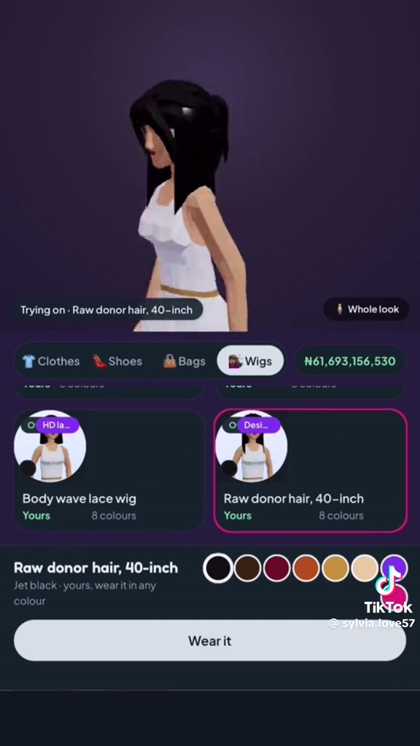 Trying on · Raw donor hair, 40-inch
Whole look
Clothes
Shoes
Bags
Wigs
₦61,693,156,530
HD la...
Desi...
Body wave lace wig
Yours
8 colours
Raw donor hair, 40-inch
Yours
8 colours
Raw donor hair, 40-inch
Jet black · yours, wear it in any
colour
TikTok
@ sylvia.love57
Wear it